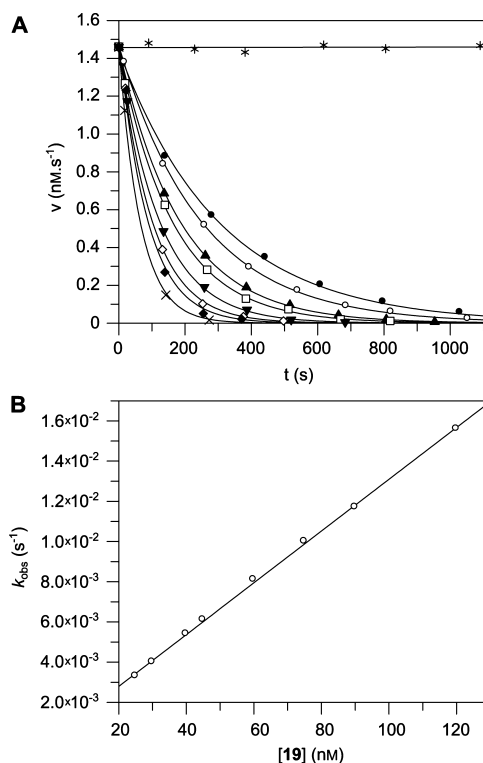 A
1.6
1.4
1.2
1.0
0.8
0.6
0.4
0.2
0
v (nM.s⁻¹)
0 200 400 600 800 1000
t (s)
B
1.6×10⁻²
1.4×10⁻²
1.2×10⁻²
1.0×10⁻²
8.0×10⁻³
6.0×10⁻³
4.0×10⁻³
2.0×10⁻³
k_obs (s⁻¹)
20 40 60 80 100 120
[19] (nM)